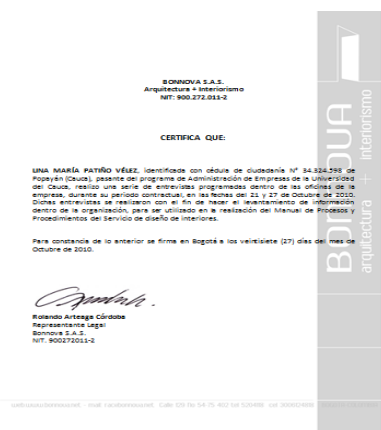 BONNOVA S.A.S.
Arquitectura + Interiorismo
NIT: 900.272.011-2
CERTIFICA QUE:
LINA MARÍA PATIÑO VÉLEZ, identificada con cédula de ciudadanía N° 34.324.598 de
Popayán (Cauca), pasante del programa de Administración de Empresas de la Universidad
del Cauca, realizo una serie de entrevistas programadas dentro de las oficinas de la
empresa, durante su periodo contractual, en las fechas del 21 y 27 de Octubre de 2010.
Dichas entrevistas se realizaron con el fin de hacer el levantamiento de información
dentro de la organización, para ser utilizado en la realización del Manual de Procesos y
Procedimientos del Servicio de diseño de interiores.
Para constancia de lo anterior se firma en Bogotá a los veintisiete (27) días del mes de
Octubre de 2010.
Rolando Arteaga Córdoba
Representante Legal
Bonnova S.A.S.
NIT. 900272011-2
BONNOVA
arquitectura + interiorismo